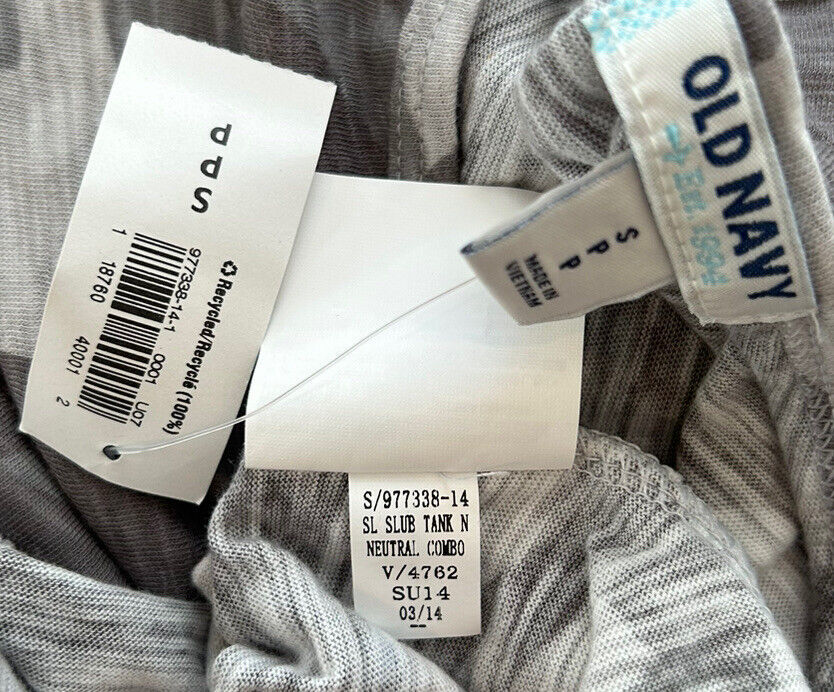 S
P
P
♻ Recycled/Recycle (100%)
977338-14-1 0001 U07
1 18760 40001 2
OLD NAVY
EST. 1994
S
P
P
MADE IN
VIETNAM
S/977338-14
SL SLUB TANK N
NEUTRAL COMBO
V/4762
SU14
03/14